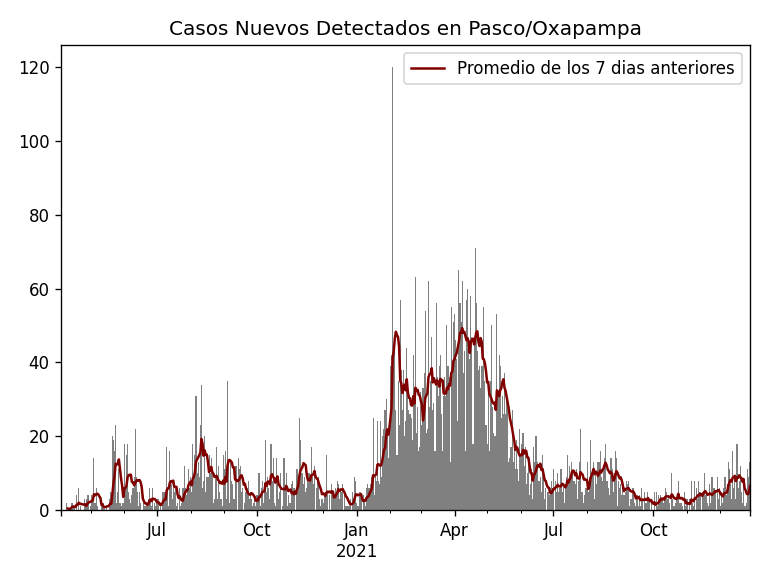 Casos Nuevos Detectados en Pasco/Oxapampa
Promedio de los 7 dias anteriores
120
100
80
60
40
20
0
Jul
Oct
Jan
2021
Apr
Jul
Oct